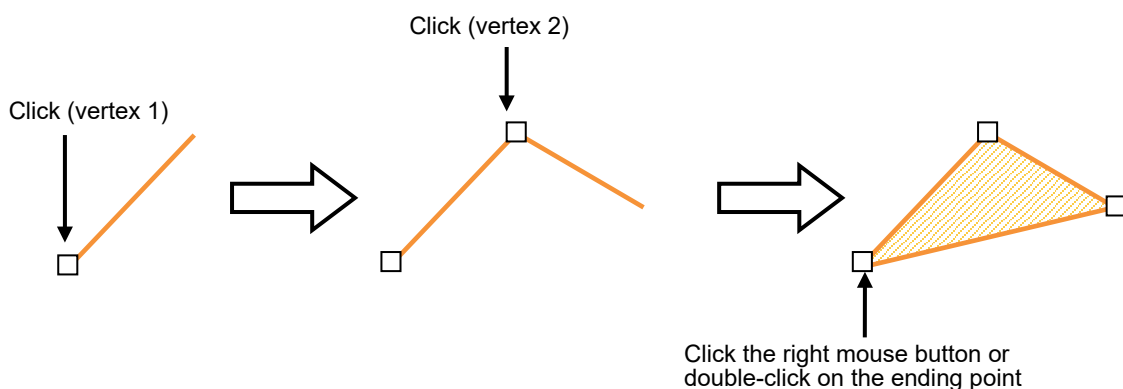 Click (vertex 2)
Click (vertex 1)
Click the right mouse button or
double-click on the ending point